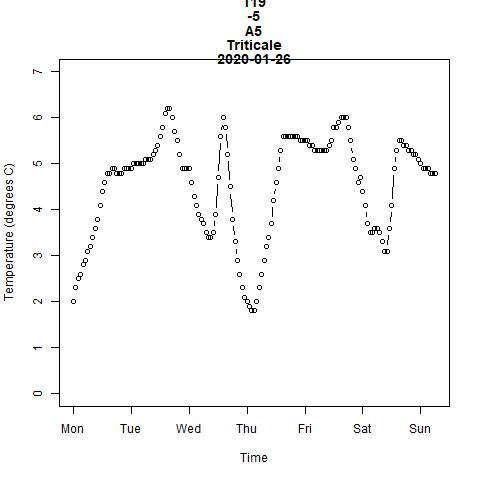 T19
-5
A5
Triticale
2020-01-26
7
6
5
4
3
2
1
0
Temperature (degrees C)
Mon Tue Wed Thu Fri Sat Sun
Time